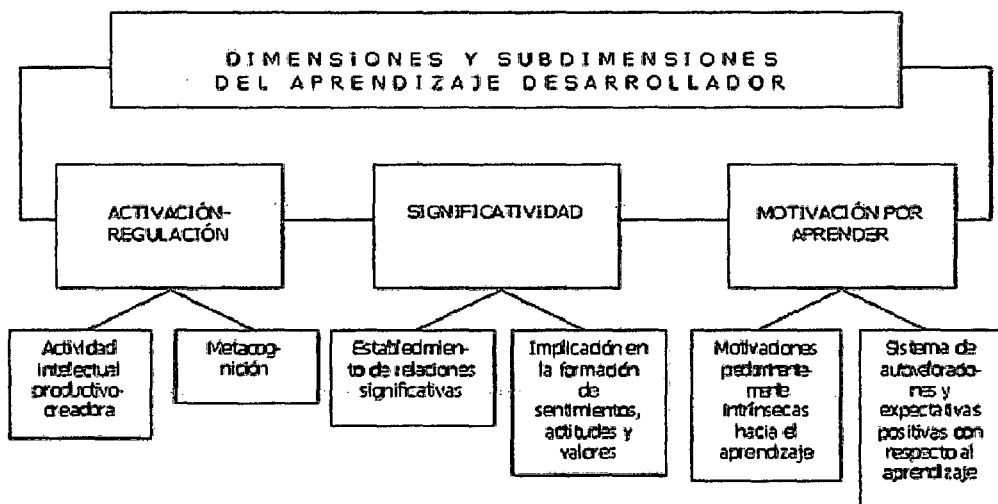 DIMENSIONES Y SUBDIMENSIONES
DEL APRENDIZAJE DESARROLLADOR
ACTIVACIÓN-
REGULACIÓN
SIGNIFICATIVIDAD
MOTIVACIÓN POR
APRENDER
Actividad
intelectual
productivo-
creadora
Metacog-
nición
Establecimien-
to de relaciones
significativas
Implicación en
la formación
de
sentimientos,
actitudes y
valores
Motivaciones
mente
intrínsecas
hacia el
aprendizaje
Sistema de
nes y
expectativas
positivas con
respecto al
aprendizaje